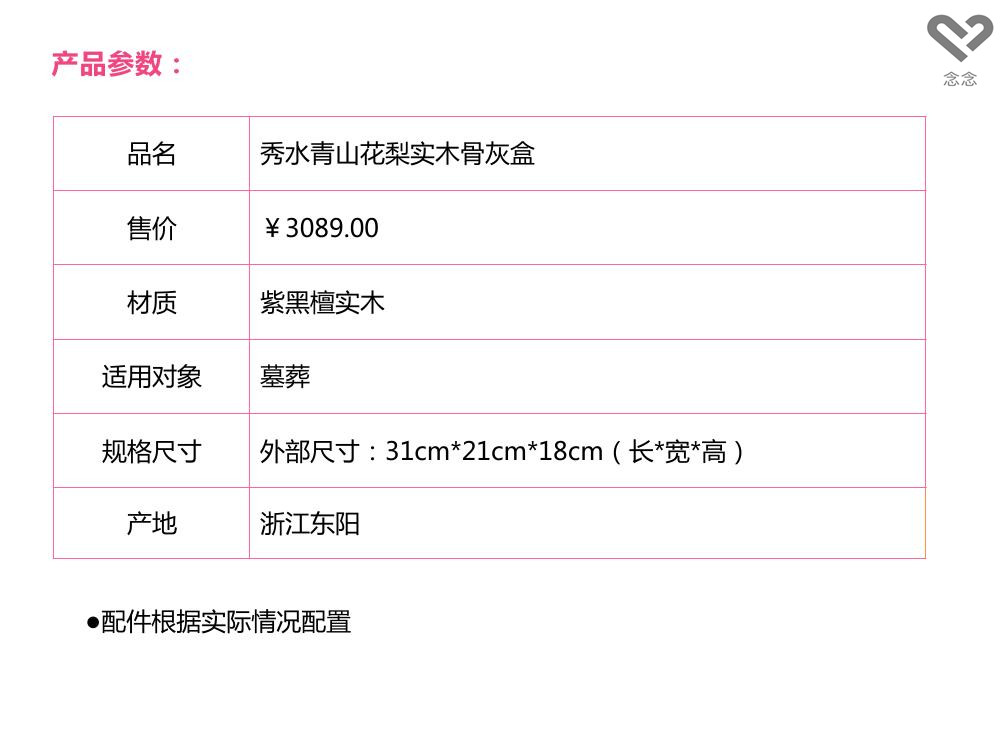 产品参数：
念念
品名 秀水青山花梨实木骨灰盒
售价 ￥3089.00
材质 紫黑檀实木
适用对象 墓葬
规格尺寸 外部尺寸：31cm*21cm*18cm（长*宽*高）
产地 浙江东阳
●配件根据实际情况配置